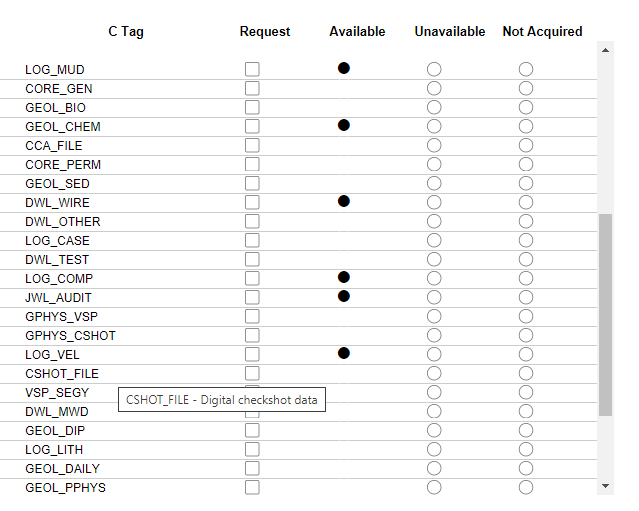 C Tag Request Available Unavailable Not Acquired
LOG_MUD
CORE_GEN
GEOL_BIO
GEOL_CHEM
CCA_FILE
CORE_PERM
GEOL_SED
DWL_WIRE
DWL_OTHER
LOG_CASE
DWL_TEST
LOG_COMP
JWL_AUDIT
GPHYS_VSP
GPHYS_CSHOT
LOG_VEL
CSHOT_FILE
VSP_SEGY
CSHOT_FILE - Digital checkshot data
DWL_MWD
GEOL_DIP
LOG_LITH
GEOL_DAILY
GEOL_PPHYS